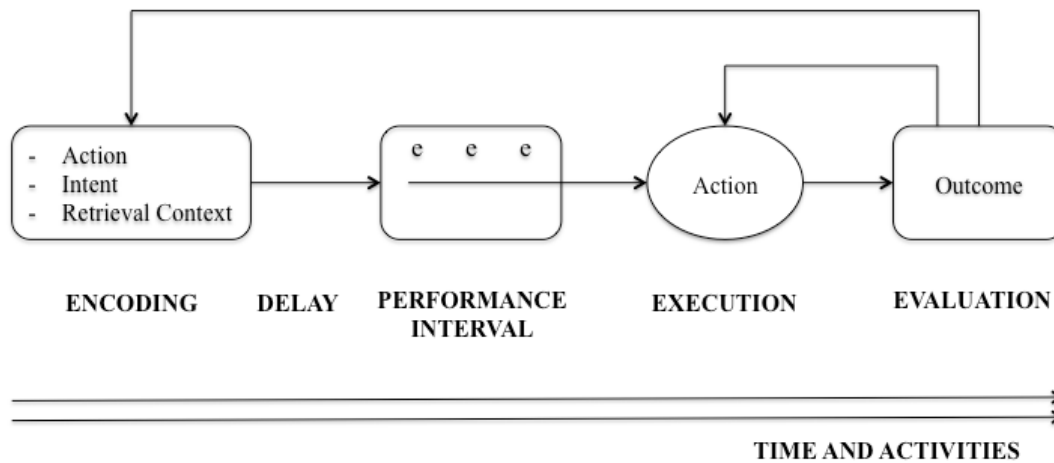 - Action
- Intent
- Retrieval Context
e e e
Action
Outcome
ENCODING
DELAY
PERFORMANCE
INTERVAL
EXECUTION
EVALUATION
TIME AND ACTIVITIES